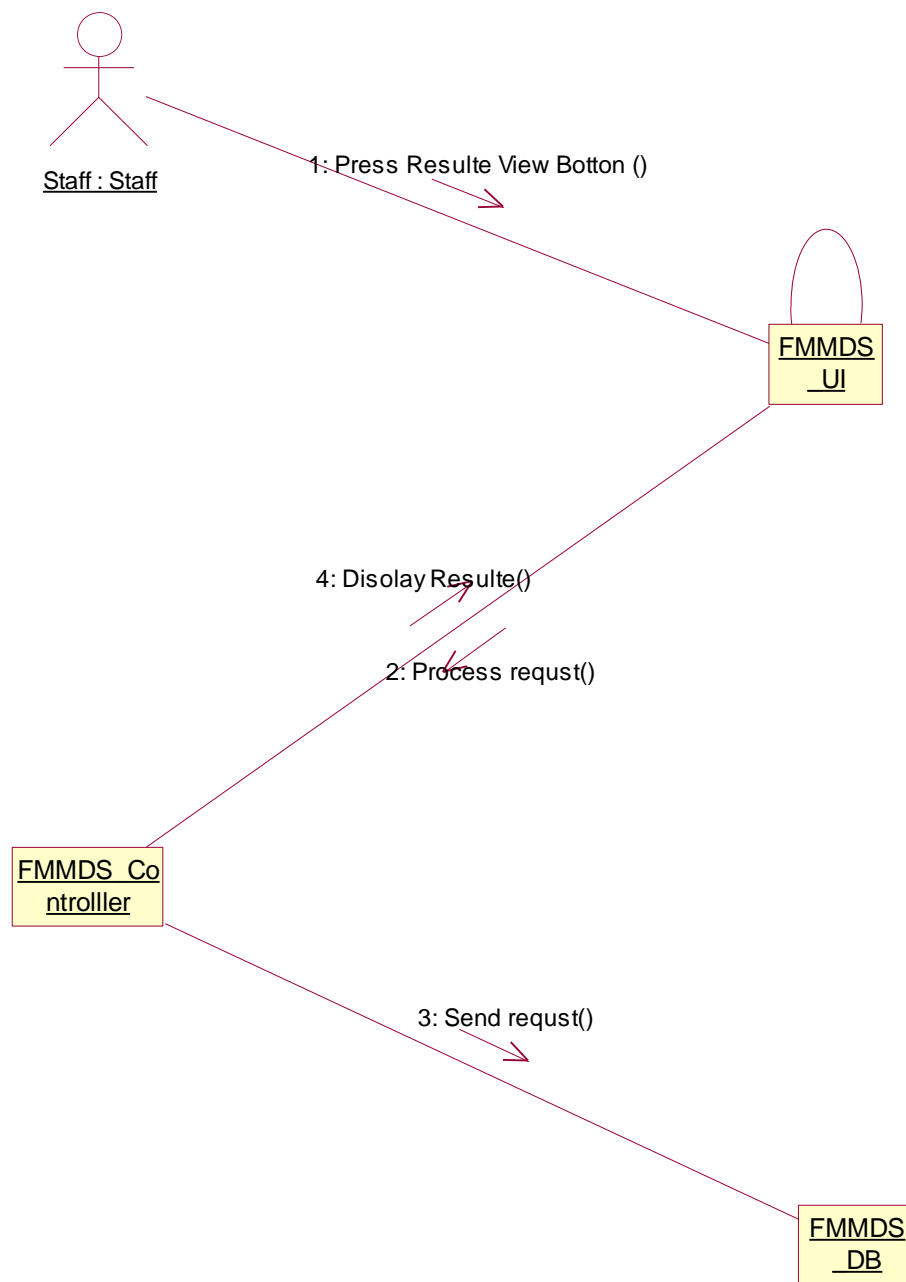 Staff : Staff
1: Press Resulte View Botton ()
FMMDS
_UI
4: Disolay Resulte()
2: Process requst()
FMMDS_Co
ntrolller
3: Send requst()
FMMDS
_DB